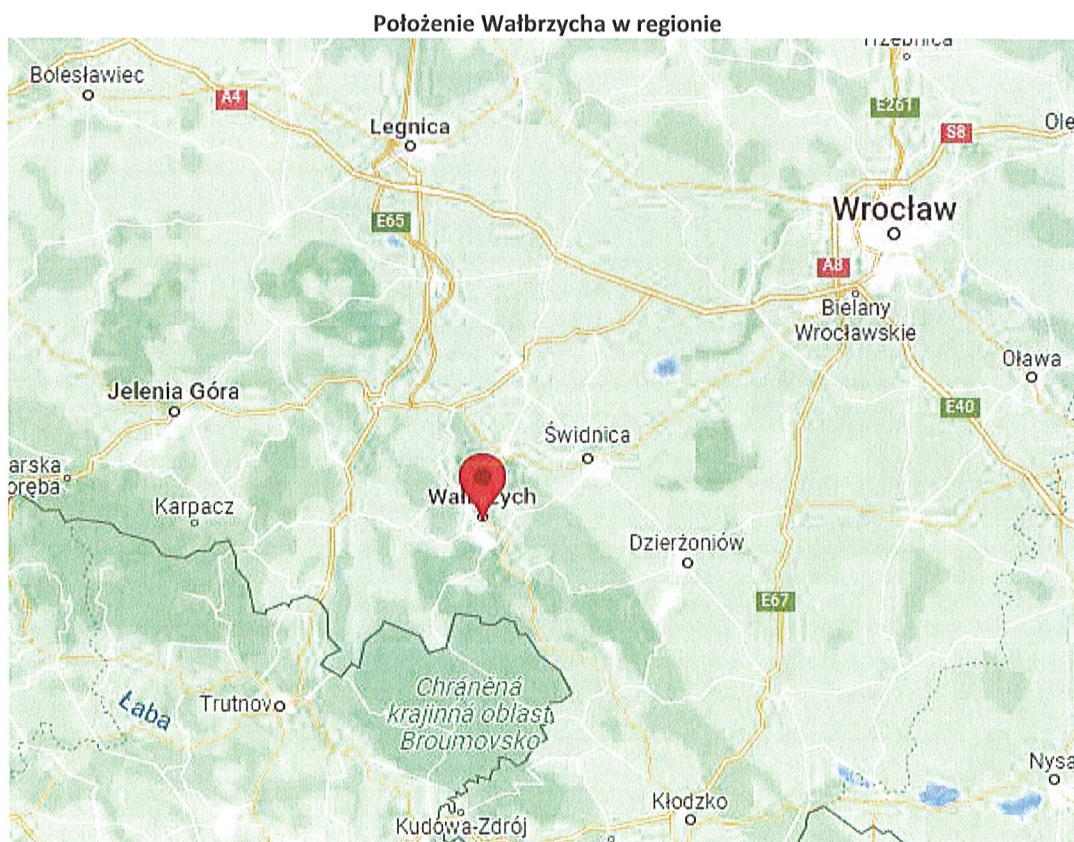 Położenie Wałbrzycha w regionie
Bolesławiec
A4
Legnica
E261
S8
E65
Wrocław
A8
Bielany
Wrocławskie
Oława
Jelenia Góra
E40
Świdnica
Karpacz
Dzierżoniów
E67
Chráněná
krajinná oblast
Broumovsko
Łaba
Trutnov
Nysa
Kłodzko
Kudowa-Zdrój